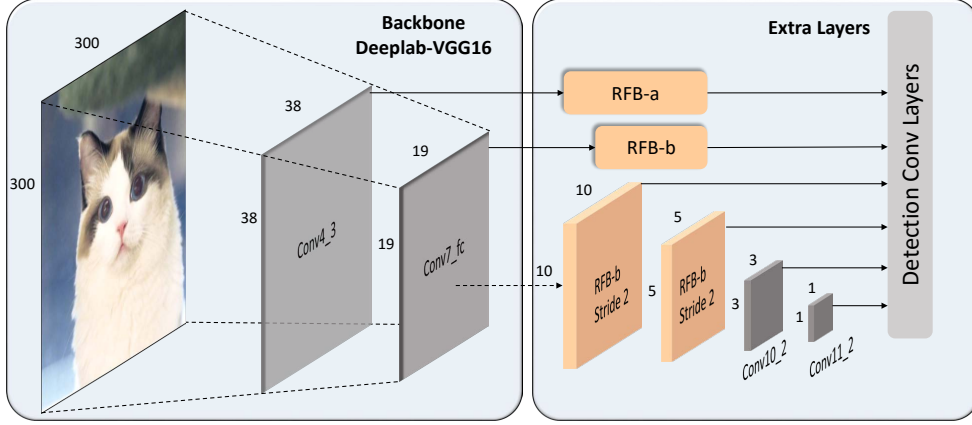 Backbone
Deeplab-VGG16
300
300
38
38
Conv4_3
19
19
Conv7_fc
Extra Layers
RFB-a
RFB-b
10
10
RFB-b
Stride 2
5
5
RFB-b
Stride 2
3
3
Conv10_2
1
1
Conv11_2
Detection Conv Layers